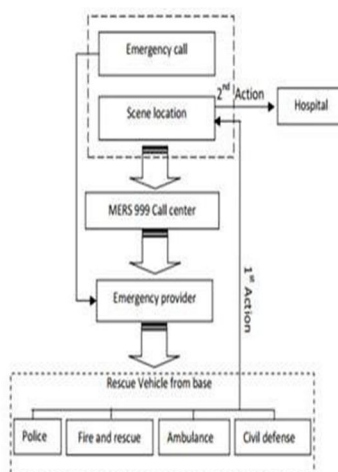 Emergency call
2nd Action
Scene location
Hospital
MERS 999 Call center
Emergency provider
1st Action
Rescue Vehicle from base
Police
Fire and rescue
Ambulance
Civil defense